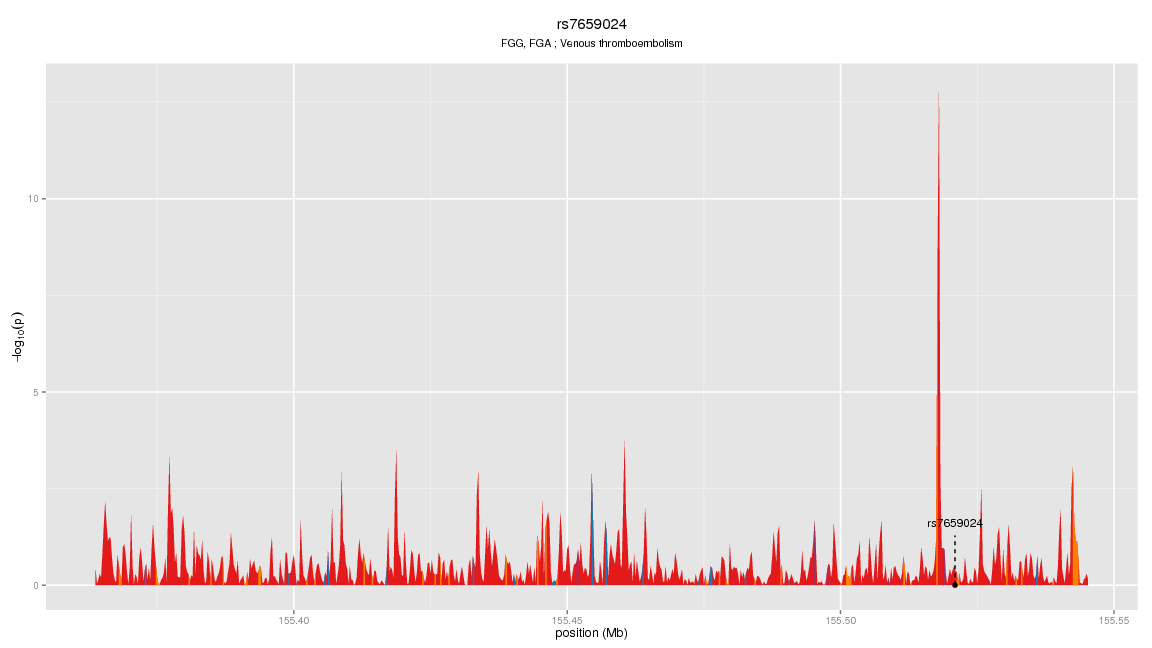 rs7659024
FGG, FGA ; Venous thromboembolism
−log10(p)
10
5
0
rs7659024
155.40
155.45
155.50
155.55
position (Mb)